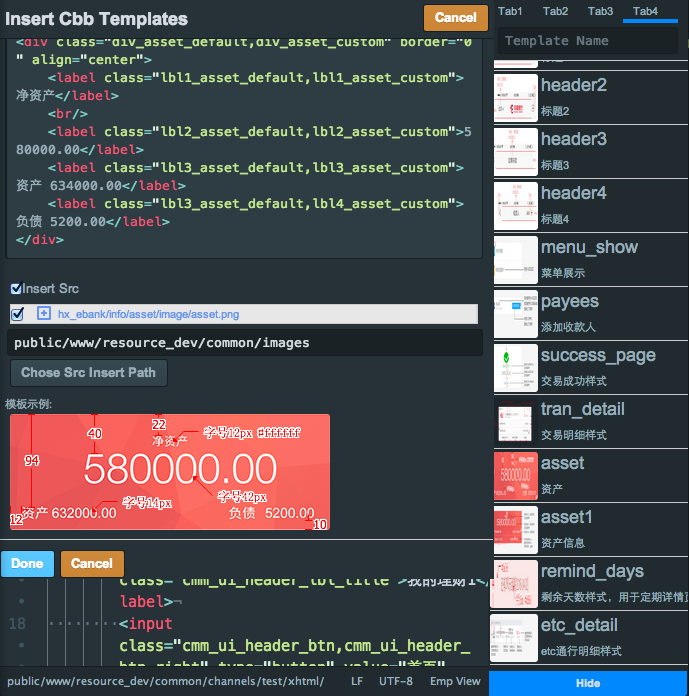 Insert Cbb Templates
Cancel
<div class="div_asset_default,div_asset_custom" border="0
" align="center">
<label class="lbl1_asset_default,lbl1_asset_custom">
净资产</label>
<br/>
<label class="lbl2_asset_default,lbl2_asset_custom">5
80000.00</label>
<label class="lbl3_asset_default,lbl3_asset_custom">
资产 634000.00</label>
<label class="lbl3_asset_default,lbl4_asset_custom">
负债 5200.00</label>
</div>
Insert Src
hx_ebank/info/asset/image/asset.png
public/www/resource_dev/common/images
Chose Src Insert Path
模板示例:
22
40
净资产
字号12px #ffffff
94
580000.00
字号14px
字号42px
12
资产 632000.00
负债 5200.00
10
Done
Cancel
class="cmm_ui_header_lbl_title">我的理财1</
label>¬
18
<input
class="cmm_ui_header_btn,cmm_ui_header_
btn_right" type="button" value="首页"
public/www/resource_dev/common/channels/test/xhtml/
LF
UTF-8
Emp View
Tab1
Tab2
Tab3
Tab4
Template Name
header2
标题2
header3
标题3
header4
标题4
menu_show
菜单展示
payees
添加收款人
success_page
交易成功样式
tran_detail
交易明细样式
asset
资产
asset1
资产信息
remind_days
剩余天数样式，用于定期详情页
etc_detail
etc通行明细样式
Hide